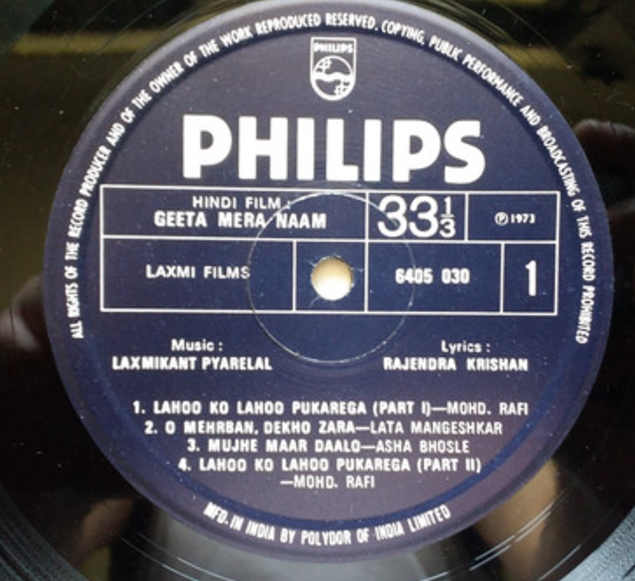 ALL RIGHTS OF THE RECORD PRODUCER AND OF THE OWNER OF THE WORK REPRODUCED RESERVED. COPYING, PUBLIC PERFORMANCE AND BROADCASTING OF THIS RECORD PROHIBITED
PHILIPS
PHILIPS
HINDI FILM :
GEETA MERA NAAM
33 1/3
℗ 1973
LAXMI FILMS
6405 030
1
Music :
LAXMIKANT PYARELAL
Lyrics :
RAJENDRA KRISHAN
1. LAHOO KO LAHOO PUKAREGA (PART I)—MOHD. RAFI
2. O MEHRBAN, DEKHO ZARA—LATA MANGESHKAR
3. MUJHE MAAR DAALO—ASHA BHOSLE
4. LAHOO KO LAHOO PUKAREGA (PART II)
—MOHD. RAFI
MFD. IN INDIA BY POLYDOR OF INDIA LIMITED